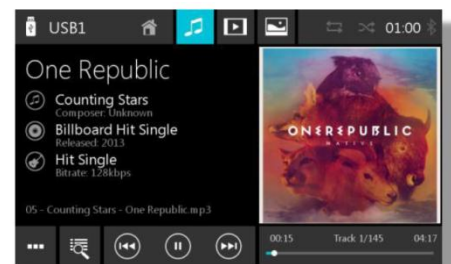 USB1
01:00
One Republic
Counting Stars
Composer: Unknown
Billboard Hit Single
Released: 2013
Hit Single
Bitrate: 128kbps
05 - Counting Stars - One Republic.mp3
ONEREPUBLIC
NATIVE
00:15 Track 1/145 04:17